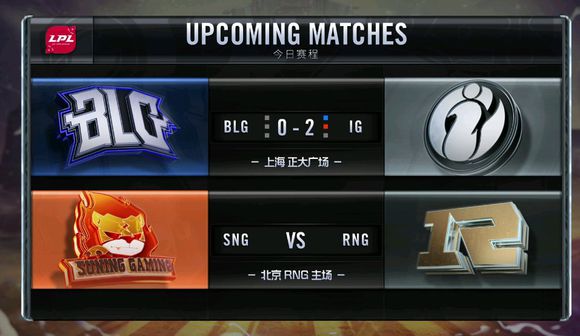 LPL
UPCOMING MATCHES
今日赛程
BLG
BLG 0-2 IG
上海 正大广场
SUNING GAMING
SNG VS RNG
北京 RNG 主场